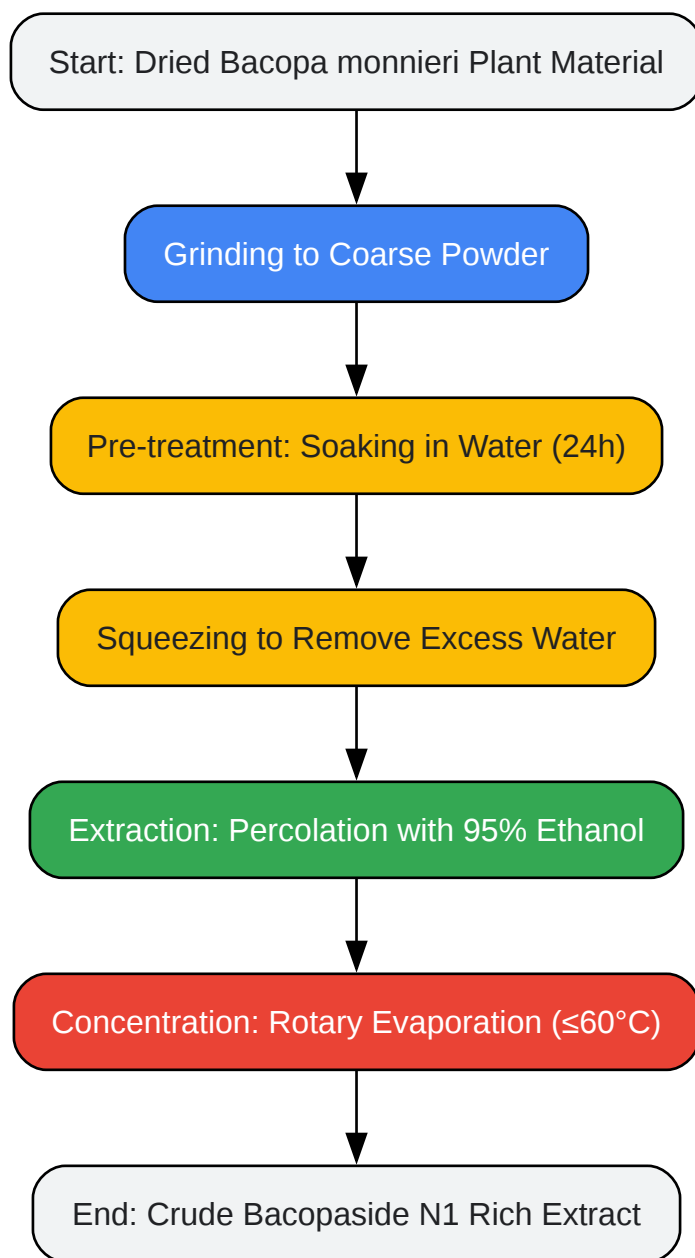 Start: Dried Bacopa monnieri Plant Material
Grinding to Coarse Powder
Pre-treatment: Soaking in Water (24h)
Squeezing to Remove Excess Water
Extraction: Percolation with 95% Ethanol
Concentration: Rotary Evaporation (≤60°C)
End: Crude Bacopaside N1 Rich Extract